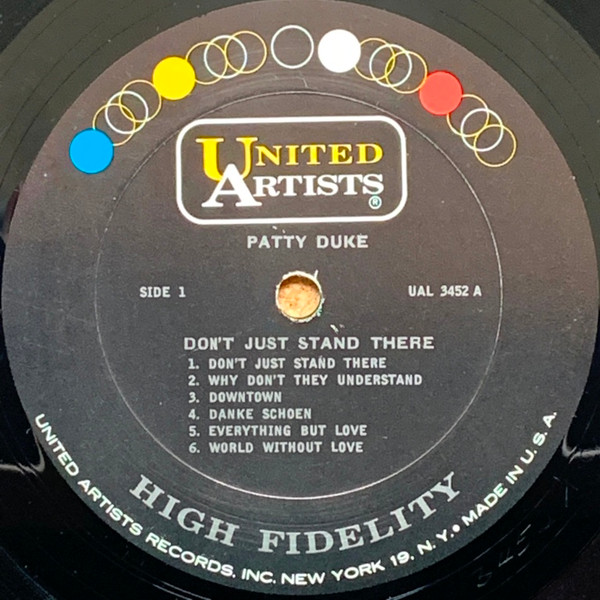 UNITED
ARTISTS
®
PATTY DUKE
SIDE 1
UAL 3452 A
DON'T JUST STAND THERE
1. DON'T JUST STAND THERE
2. WHY DON'T THEY UNDERSTAND
3. DOWNTOWN
4. DANKE SCHOEN
5. EVERYTHING BUT LOVE
6. WORLD WITHOUT LOVE
HIGH FIDELITY
UNITED ARTISTS RECORDS, INC. NEW YORK 19, N.Y. • MADE IN U.S.A.